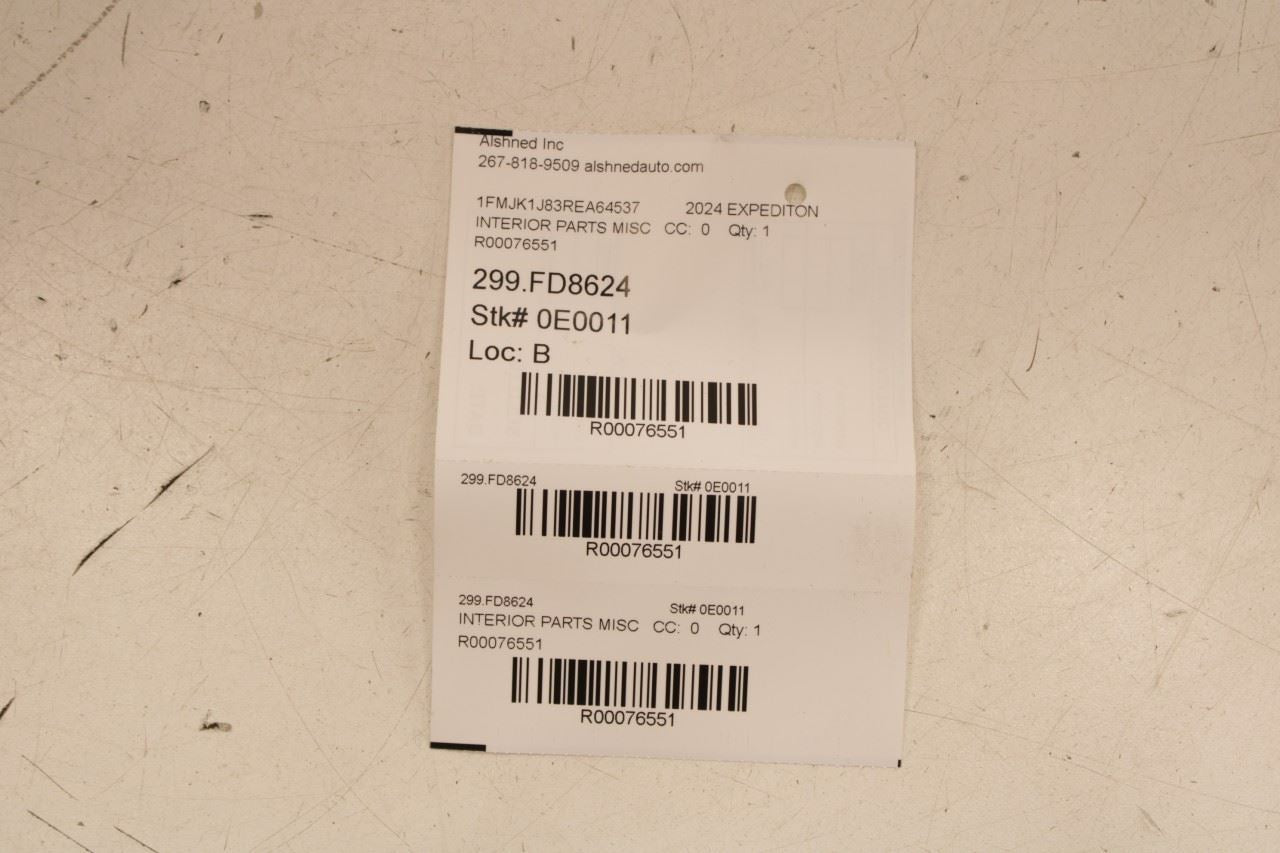 Alshned Inc
267-818-9509 alshnedauto.com
1FMJK1J83REA64537 2024 EXPEDITON
INTERIOR PARTS MISC CC: 0 Qty: 1
R00076551
299.FD8624
Stk# 0E0011
Loc: B
R00076551
299.FD8624 Stk# 0E0011
R00076551
299.FD8624 Stk# 0E0011
INTERIOR PARTS MISC CC: 0 Qty: 1
R00076551
R00076551